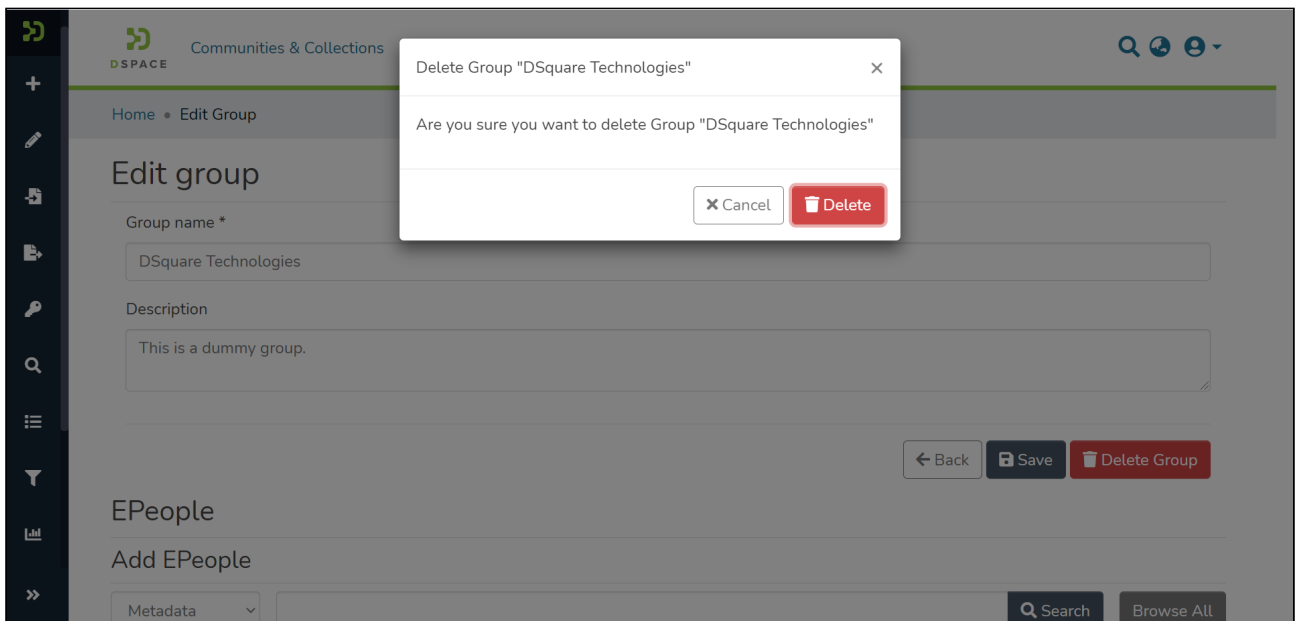 DSPACE
Communities & Collections
Delete Group "DSquare Technologies"
Are you sure you want to delete Group "DSquare Technologies"
Cancel
Delete
Home • Edit Group
Edit group
Group name *
DSquare Technologies
Description
This is a dummy group.
Back
Save
Delete Group
EPeople
Add EPeople
Metadata
Search
Browse All